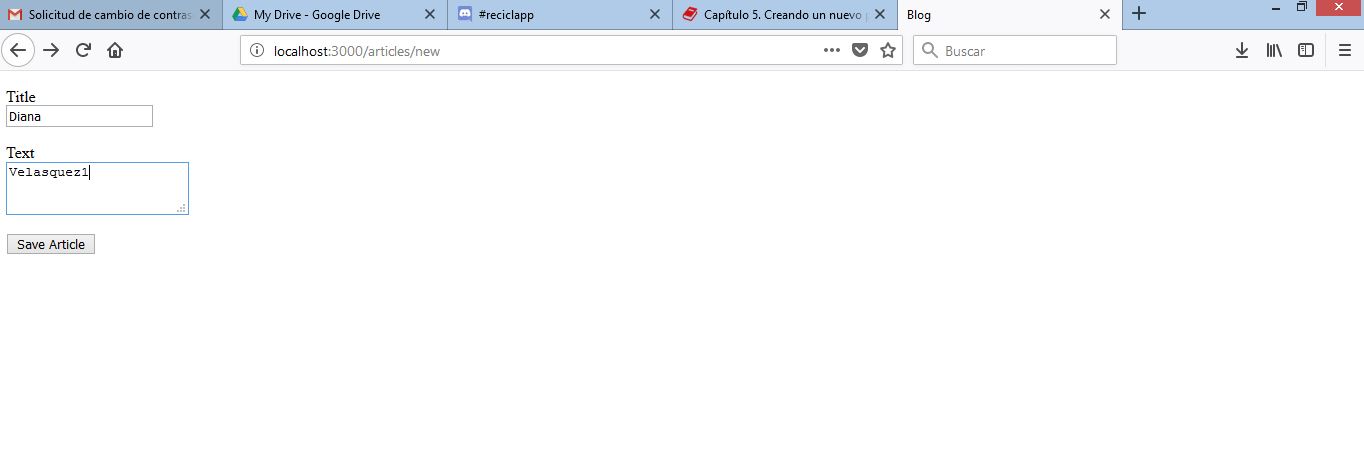 Solicitud de cambio de contras
My Drive - Google Drive
#reciclapp
Capítulo 5. Creando un nuevo p
Blog
localhost:3000/articles/new
Buscar
Title
Diana
Text
Velasquez1
Save Article